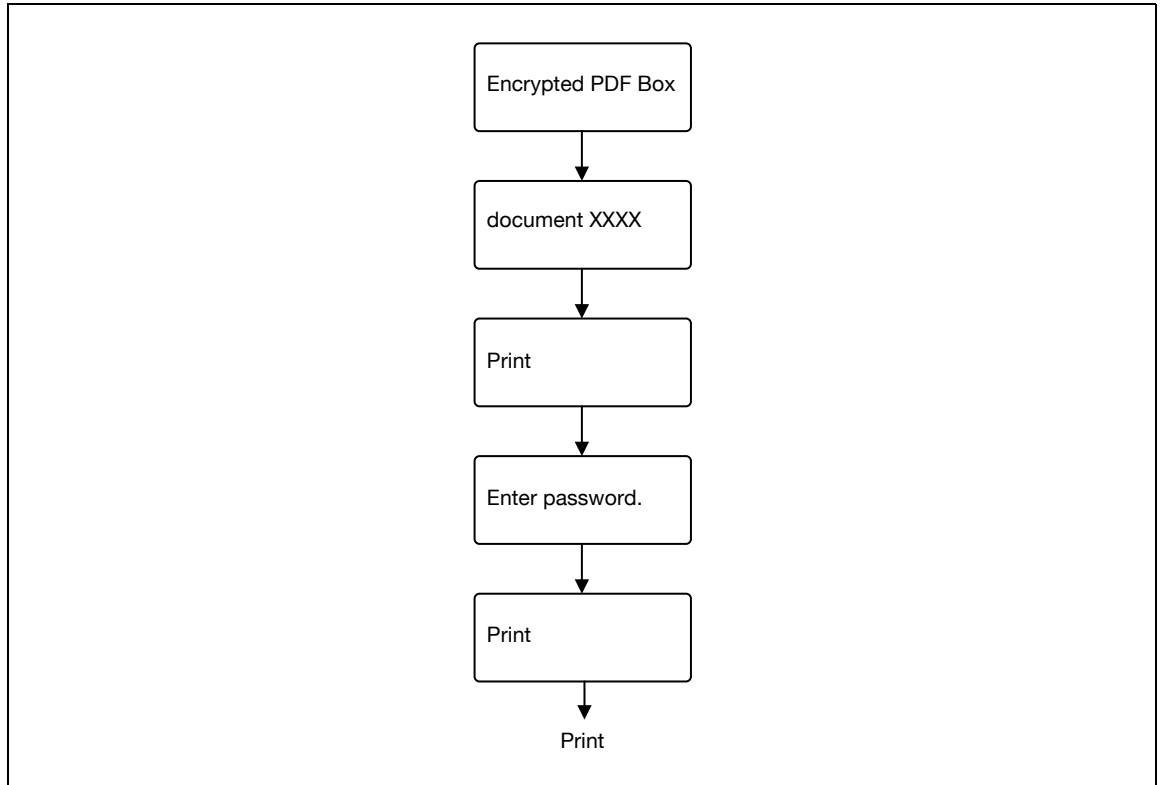 Encrypted PDF Box
document XXXX
Print
Enter password.
Print
Print